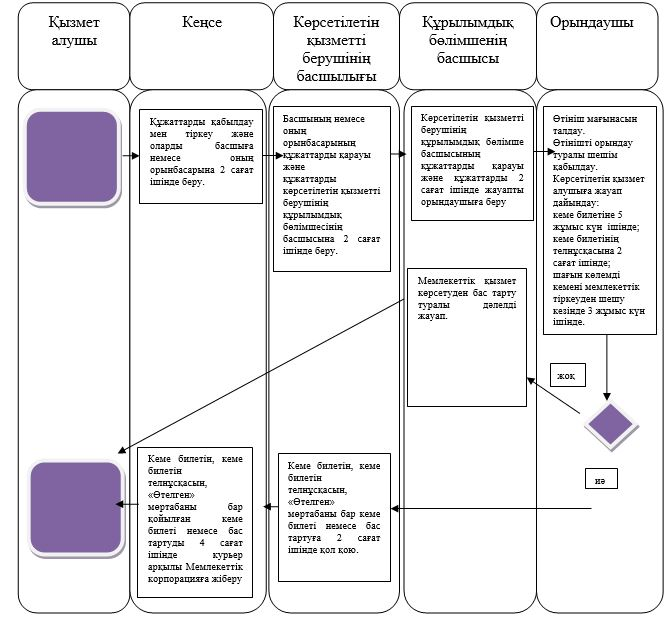 Қызмет
алушы
Кеңсе
Көрсетілетін
қызметті
берушінің
басшылығы
Құрылымдық
бөлімшенің
басшысы
Орындаушы
Құжаттарды қабылдау
мен тіркеу және
оларды басшыға
немесе оның
орынбасарына 2 сағат
ішінде беру.
Басшының немесе
оның
орынбасарының
құжаттарды қарауы
және
құжаттарды
көрсетілетін қызметті
берушінің
құрылымдық
бөлімшесінің
басшысына 2 сағат
ішінде беру.
Көрсетілетін қызметті
берушінің
құрылымдық бөлімше
басшысының
құжаттарды қарауы
және құжаттарды 2
сағат ішінде жауапты
орындаушыға беру
Өтініш мағынасын
талдау.
Өтінішті орындау
туралы шешім
қабылдау.
Көрсетілетін қызмет
алушыға жауап
дайындау:
кеме билетіне 5
жұмыс күн ішінде;
кеме билетінің
телнұсқасына 2
сағат ішінде;
шағын көлемді
кемені мемлекеттік
тіркеуден шешу
кезінде 3 жұмыс күн
ішінде.
Мемлекеттік қызмет
көрсетуден бас тарту
туралы дәлелді
жауап.
жоқ
иә
Кеме билетін, кеме
билетін
телнұсқасын,
«Өтелген»
мөртабаны бар
қойылған кеме
билеті немесе бас
тартуды 4 сағат
ішінде курьер
арқылы Мемлекеттік
корпорацияға жіберу
Кеме билетін, кеме
билетін
телнұсқасын,
«Өтелген»
мөртабаны бар кеме
билеті немесе бас
тартуға 2 сағат
ішінде қол қою.